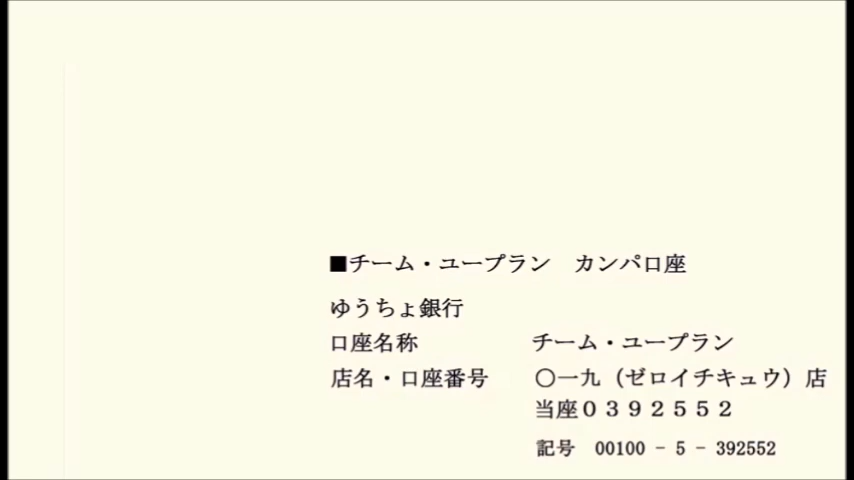 ■チーム・ユープラン　カンパ口座
ゆうちょ銀行
口座名称　チーム・ユープラン
店名・口座番号　〇一九（ゼロイチキュウ）店
当座０３９２５５２
記号　00100 － 5 － 392552